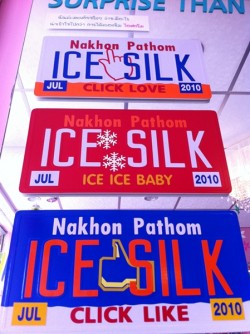 SURPRISE THAN
Nakhon Pathom
ICE SILK
JUL 2010
CLICK LOVE
Nakhon Pathom
ICE SILK
JUL 2010
ICE ICE BABY
Nakhon Pathom
ICE SILK
JUL 2010
CLICK LIKE